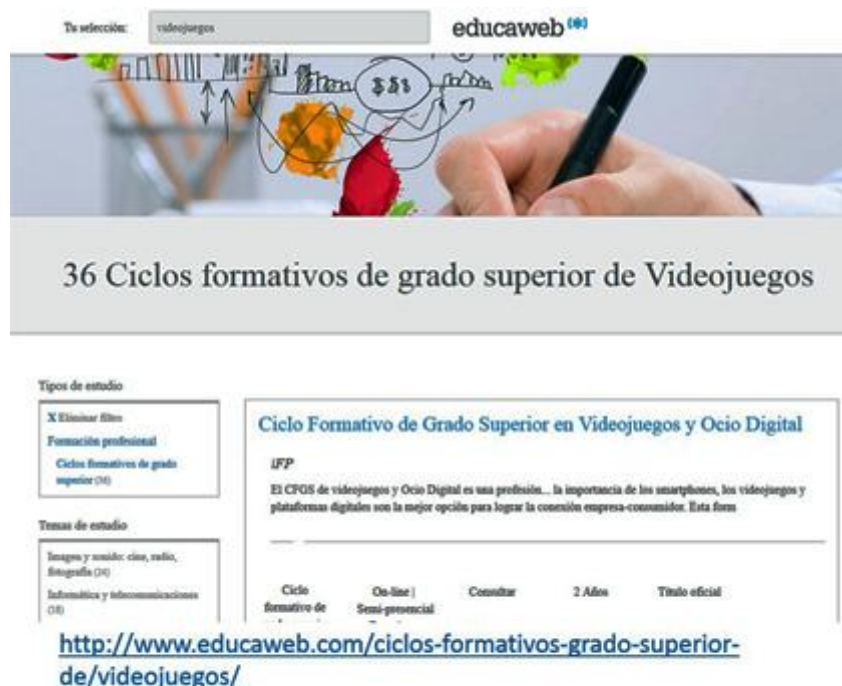 Tu selección:
videojuegos
educaweb
$$$
36 Ciclos formativos de grado superior de Videojuegos
Tipos de estudio
X Eliminar filtro
Formación profesional
Ciclos formativos de grado
superior (36)
Temas de estudio
Imagen y sonido: cine, radio,
fotografía (24)
Informática y telecomunicaciones
(18)
Ciclo Formativo de Grado Superior en Videojuegos y Ocio Digital
iFP
El CFGS de videojuegos y Ocio Digital es una profesión... la importancia de los smartphones, los videojuegos y
plataformas digitales son la mejor opción para lograr la conexión empresa-consumidor. Esta form
Ciclo
formativo de
On-line |
Semi-presencial
Consultar
2 Años
Título oficial
http://www.educaweb.com/ciclos-formativos-grado-superior-
de/videojuegos/